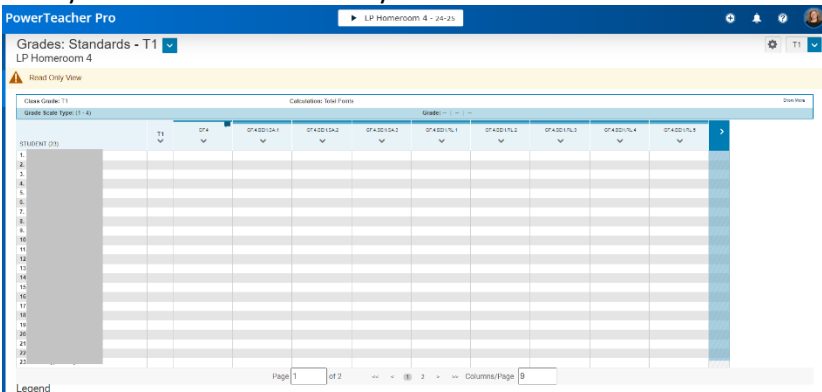 PowerTeacher Pro
LP Homeroom 4 - 24-25
Grades: Standards - T1
T1
LP Homeroom 4
Read Only View
Class Grade: T1
Calculation: Total Points
Show More
Grade Scale Type: (1 - 4)
Grade: -- | -- | --
STUDENT (23)
T1
1.
2.
3.
4.
5.
6.
7.
8.
9.
10
11
12
13
14
15
16
17
18
19
20
21
22
23
Page 1 of 2
<< < 1 2 > >> Columns/Page 9
Legend